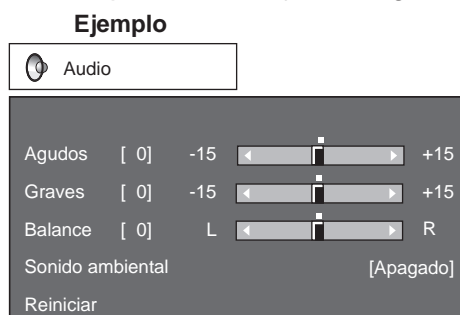 Ejemplo
Audio
Agudos [ 0] -15 +15
Graves [ 0] -15 +15
Balance [ 0] L R
Sonido ambiental [Apagado]
Reiniciar